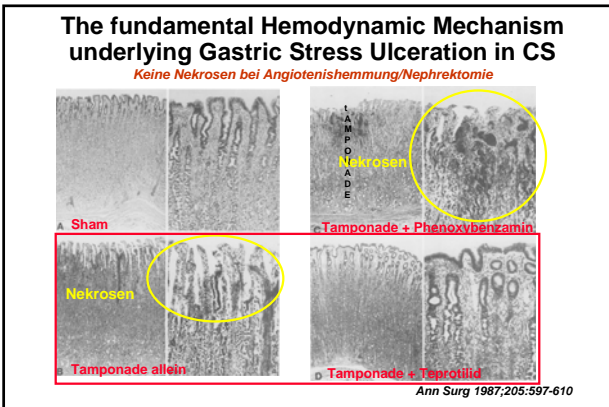 The fundamental Hemodynamic Mechanism
underlying Gastric Stress Ulceration in CS
Keine Nekrosen bei Angiotenishemmung/Nephrektomie
A
Sham
tAMPONADE
Nekrosen
C
Tamponade + Phenoxybenzamin
Nekrosen
B
Tamponade allein
D
Tamponade + Teprotilid
Ann Surg 1987;205:597-610